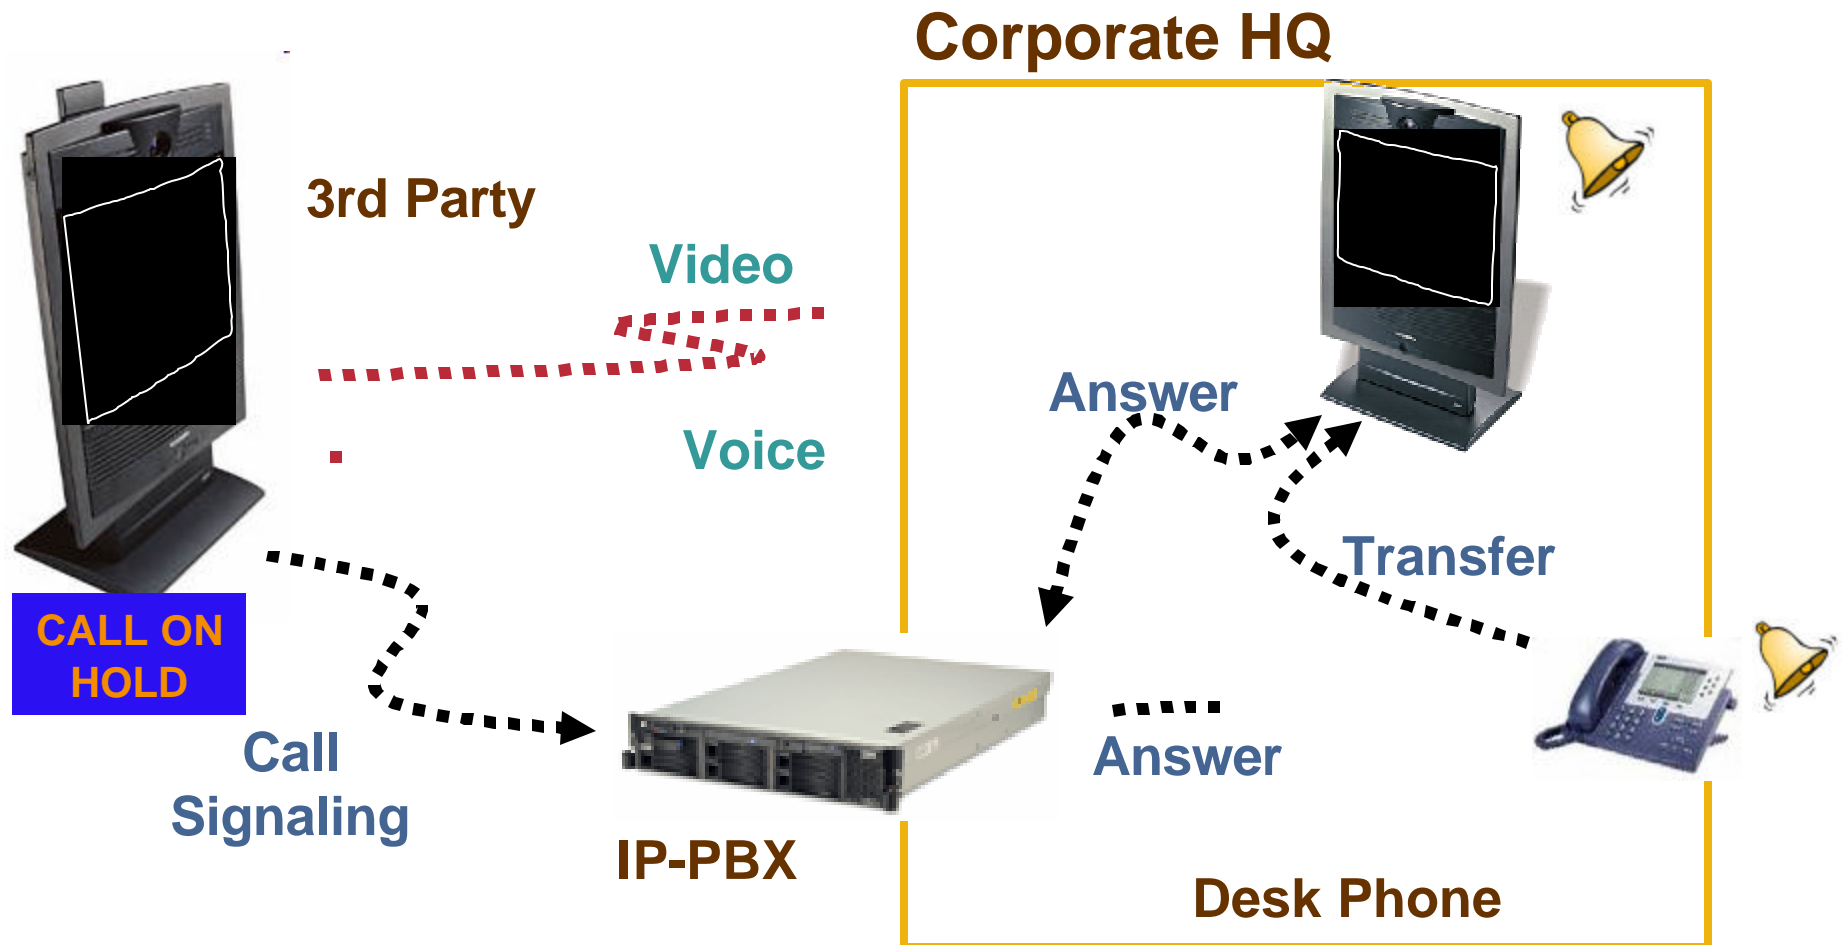 Corporate HQ
3rd Party
Video
Answer
Voice
Transfer
CALL ON
HOLD
Call
Signaling
Answer
IP-PBX
Desk Phone